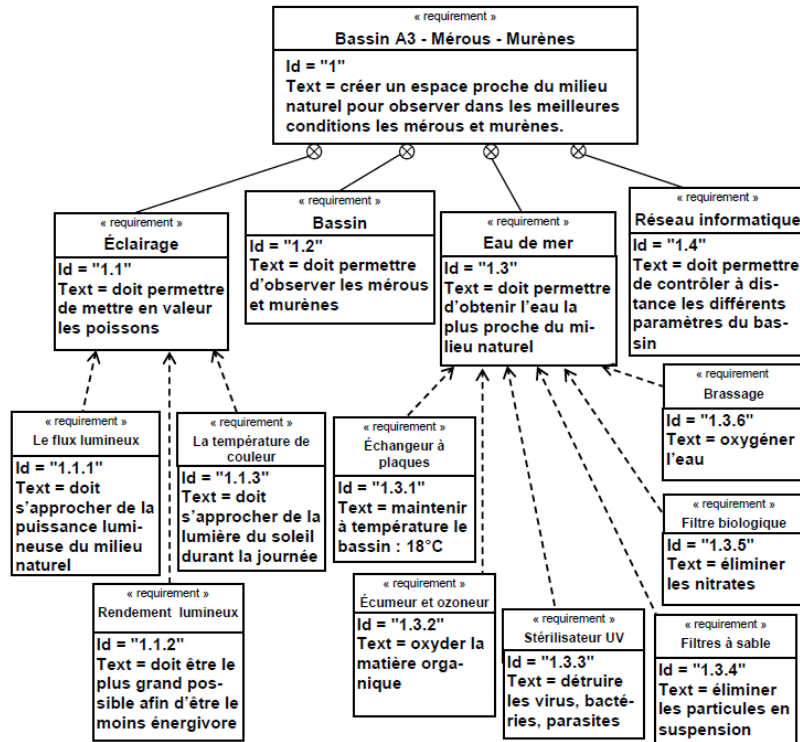 « requirement »
Bassin A3 - Mérous - Murènes
Id = "1"
Text = créer un espace proche du milieu
naturel pour observer dans les meilleures
conditions les mérous et murènes.
« requirement »
Éclairage
Id = "1.1"
Text = doit permettre
de mettre en valeur
les poissons
« requirement »
Bassin
Id = "1.2"
Text = doit permettre
d'observer les mérous
et murènes
« requirement »
Eau de mer
Id = "1.3"
Text = doit permettre
d'obtenir l'eau la
plus proche du mi-
lieu naturel
« requirement »
Réseau informatique
Id = "1.4"
Text = doit permettre
de contrôler à dis-
tance les différents
paramètres du bas-
sin
« requirement »
Le flux lumineux
Id = "1.1.1"
Text = doit
s'approcher de la
puissance lumi-
neuse du milieu
naturel
« requirement »
La température de
couleur
Id = "1.1.3"
Text = doit
s'approcher de la
lumière du soleil
durant la journée
« requirement »
Rendement lumineux
Id = "1.1.2"
Text = doit être le
plus grand pos-
sible afin d'être le
moins énergivore
« requirement »
Échangeur à
plaques
Id = "1.3.1"
Text = maintenir
à température le
bassin : 18°C
« requirement »
Écumeur et ozoneur
Id = "1.3.2"
Text = oxyder la
matière orga-
nique
« requirement »
Stérilisateur UV
Id = "1.3.3"
Text = détruire
les virus, bacté-
ries, parasites
« requirement »
Filtres à sable
Id = "1.3.4"
Text = éliminer
les particules en
suspension
« requirement »
Filtre biologique
Id = "1.3.5"
Text = éliminer
les nitrates
« requirement
Brassage
Id = "1.3.6"
Text = oxygéner
l'eau